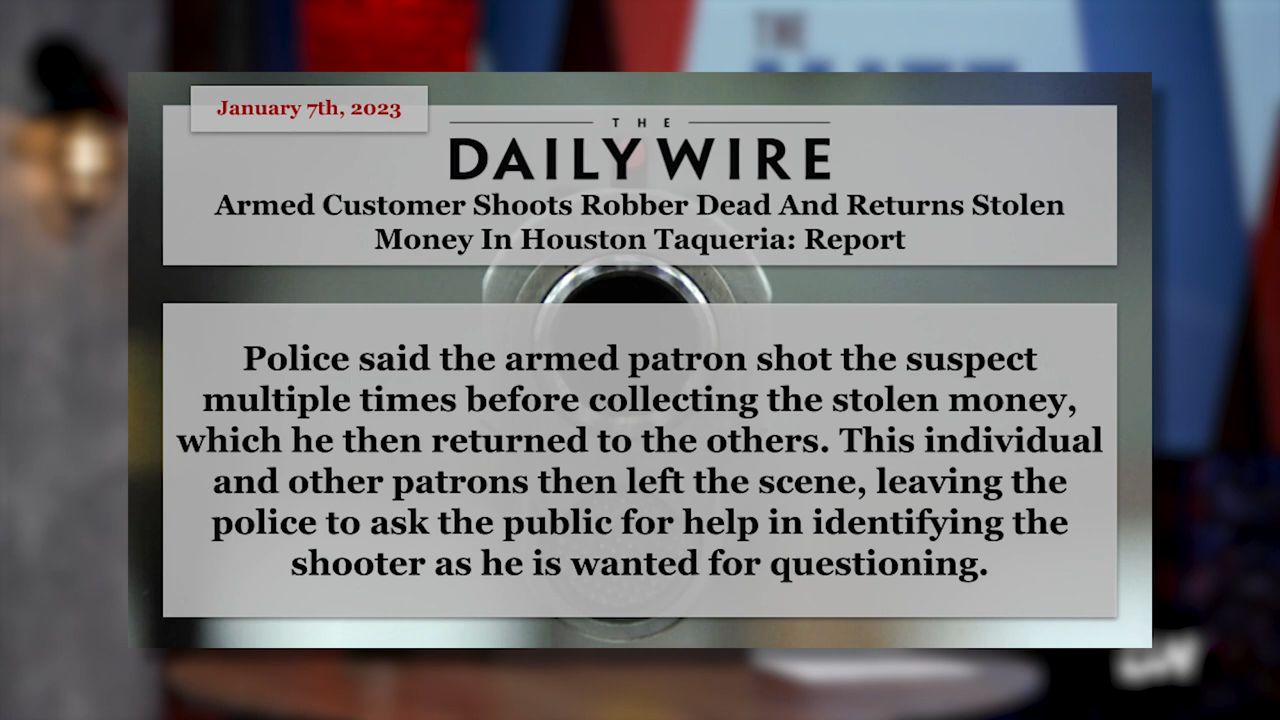 THE
January 7th, 2023
THE
DAILY WIRE
Armed Customer Shoots Robber Dead And Returns Stolen
Money In Houston Taqueria: Report
Police said the armed patron shot the suspect
multiple times before collecting the stolen money,
which he then returned to the others. This individual
and other patrons then left the scene, leaving the
police to ask the public for help in identifying the
shooter as he is wanted for questioning.